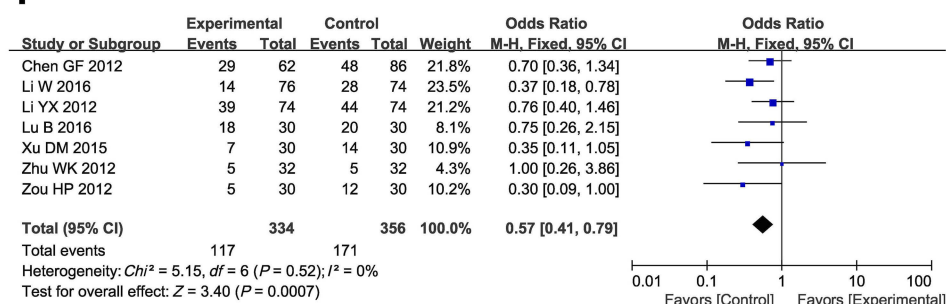 Experimental Control Odds Ratio Odds Ratio
Study or Subgroup Events Total Events Total Weight M-H, Fixed, 95% CI M-H, Fixed, 95% CI
Chen GF 2012 29 62 48 86 21.8% 0.70 [0.36, 1.34]
Li W 2016 14 76 28 74 23.5% 0.37 [0.18, 0.78]
Li YX 2012 39 74 44 74 21.2% 0.76 [0.40, 1.46]
Lu B 2016 18 30 20 30 8.1% 0.75 [0.26, 2.15]
Xu DM 2015 7 30 14 30 10.9% 0.35 [0.11, 1.05]
Zhu WK 2012 5 32 5 32 4.3% 1.00 [0.26, 3.86]
Zou HP 2012 5 30 12 30 10.2% 0.30 [0.09, 1.00]
Total (95% CI) 334 356 100.0% 0.57 [0.41, 0.79]
Total events 117 171
Heterogeneity: Chi² = 5.15, df = 6 (P = 0.52); I² = 0%
Test for overall effect: Z = 3.40 (P = 0.0007)
0.01 0.1 1 10 100
Favors [Control] Favors [Experimental]